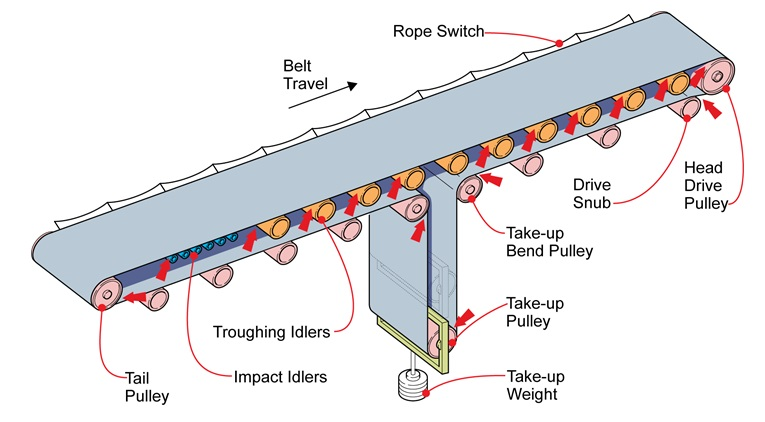 Rope Switch
Belt
Travel
Head
Drive
Pulley
Drive
Snub
Take-up
Bend Pulley
Take-up
Pulley
Troughing Idlers
Impact Idlers
Tail
Pulley
Take-up
Weight